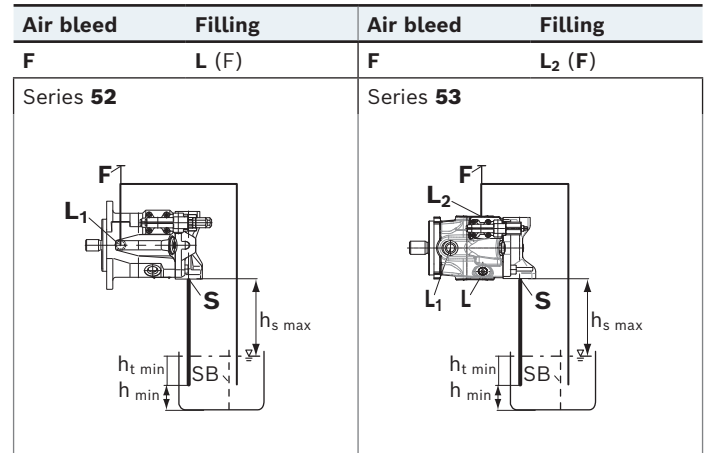 Air bleed Filling Air bleed Filling
F L (F) F L₂ (F)
Series 52 Series 53
F F
L₁ L₂
S L₁ L S
hs max hs max
ht min SB ht min SB
h min h min